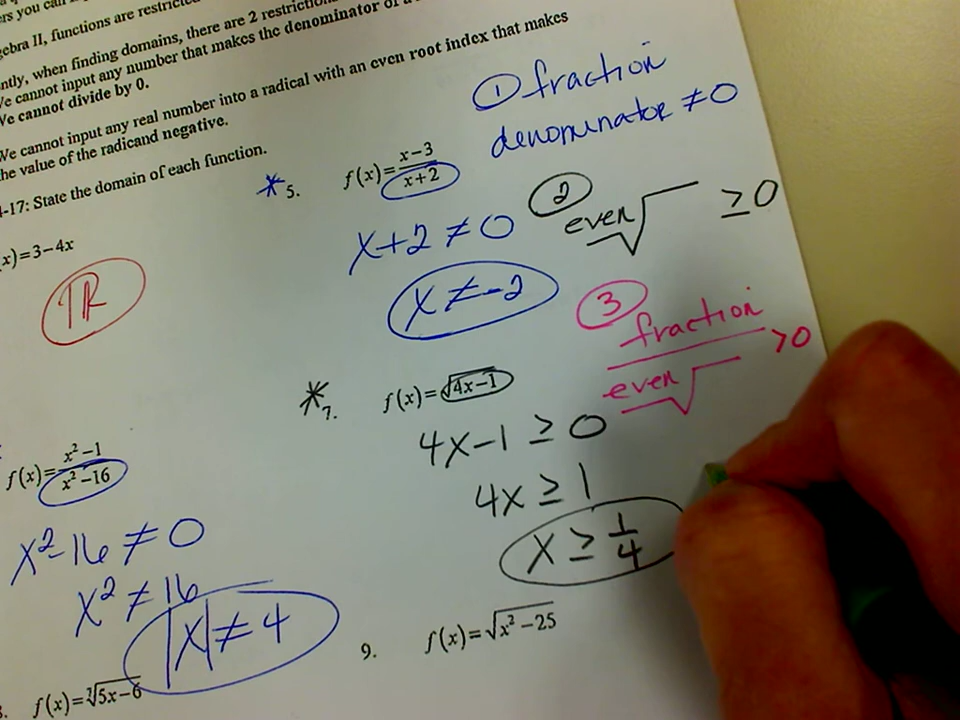 ers you can
ebra II, functions are restricted
ntly, when finding domains, there are 2 restrictions
We cannot input any number that makes the denominator of a
We cannot divide by 0.
We cannot input any real number into a radical with an even root index that makes
the value of the radicand negative.
-17: State the domain of each function.
① fraction
denominator ≠0
② even √ ≥0
③ fraction
even √ >0
x)=3−4x
ℝ
* 5. f(x)=(x−3)/(x+2)
x+2 ≠ 0
x ≠ -2
f(x)=(x²−1)/(x²−16)
x²-16 ≠ 0
x² ≠ 16
|x| ≠ 4
* 7. f(x)=√(4x−1)
4x-1 ≥ 0
4x ≥ 1
x ≥ 1/4
f(x)=∛(5x−6)
9. f(x)=√(x²−25)